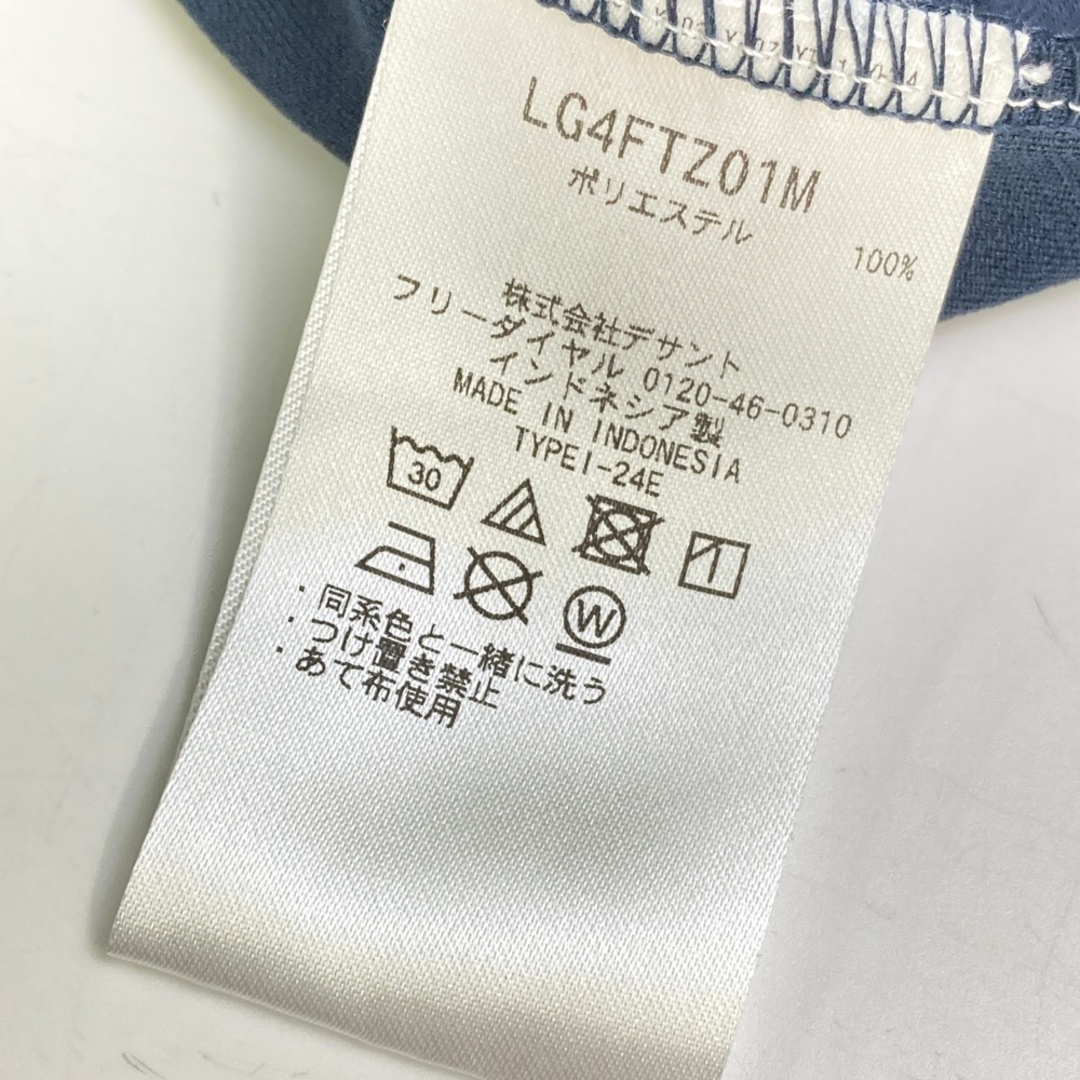 LG4FTZ01M
ポリエステル 100%
株式会社デサント
フリーダイヤル 0120-46-0310
インドネシア製
MADE IN INDONESIA
TYPEI-24E
30
W
・同系色と一緒に洗う
・つけ置き禁止
・あて布使用